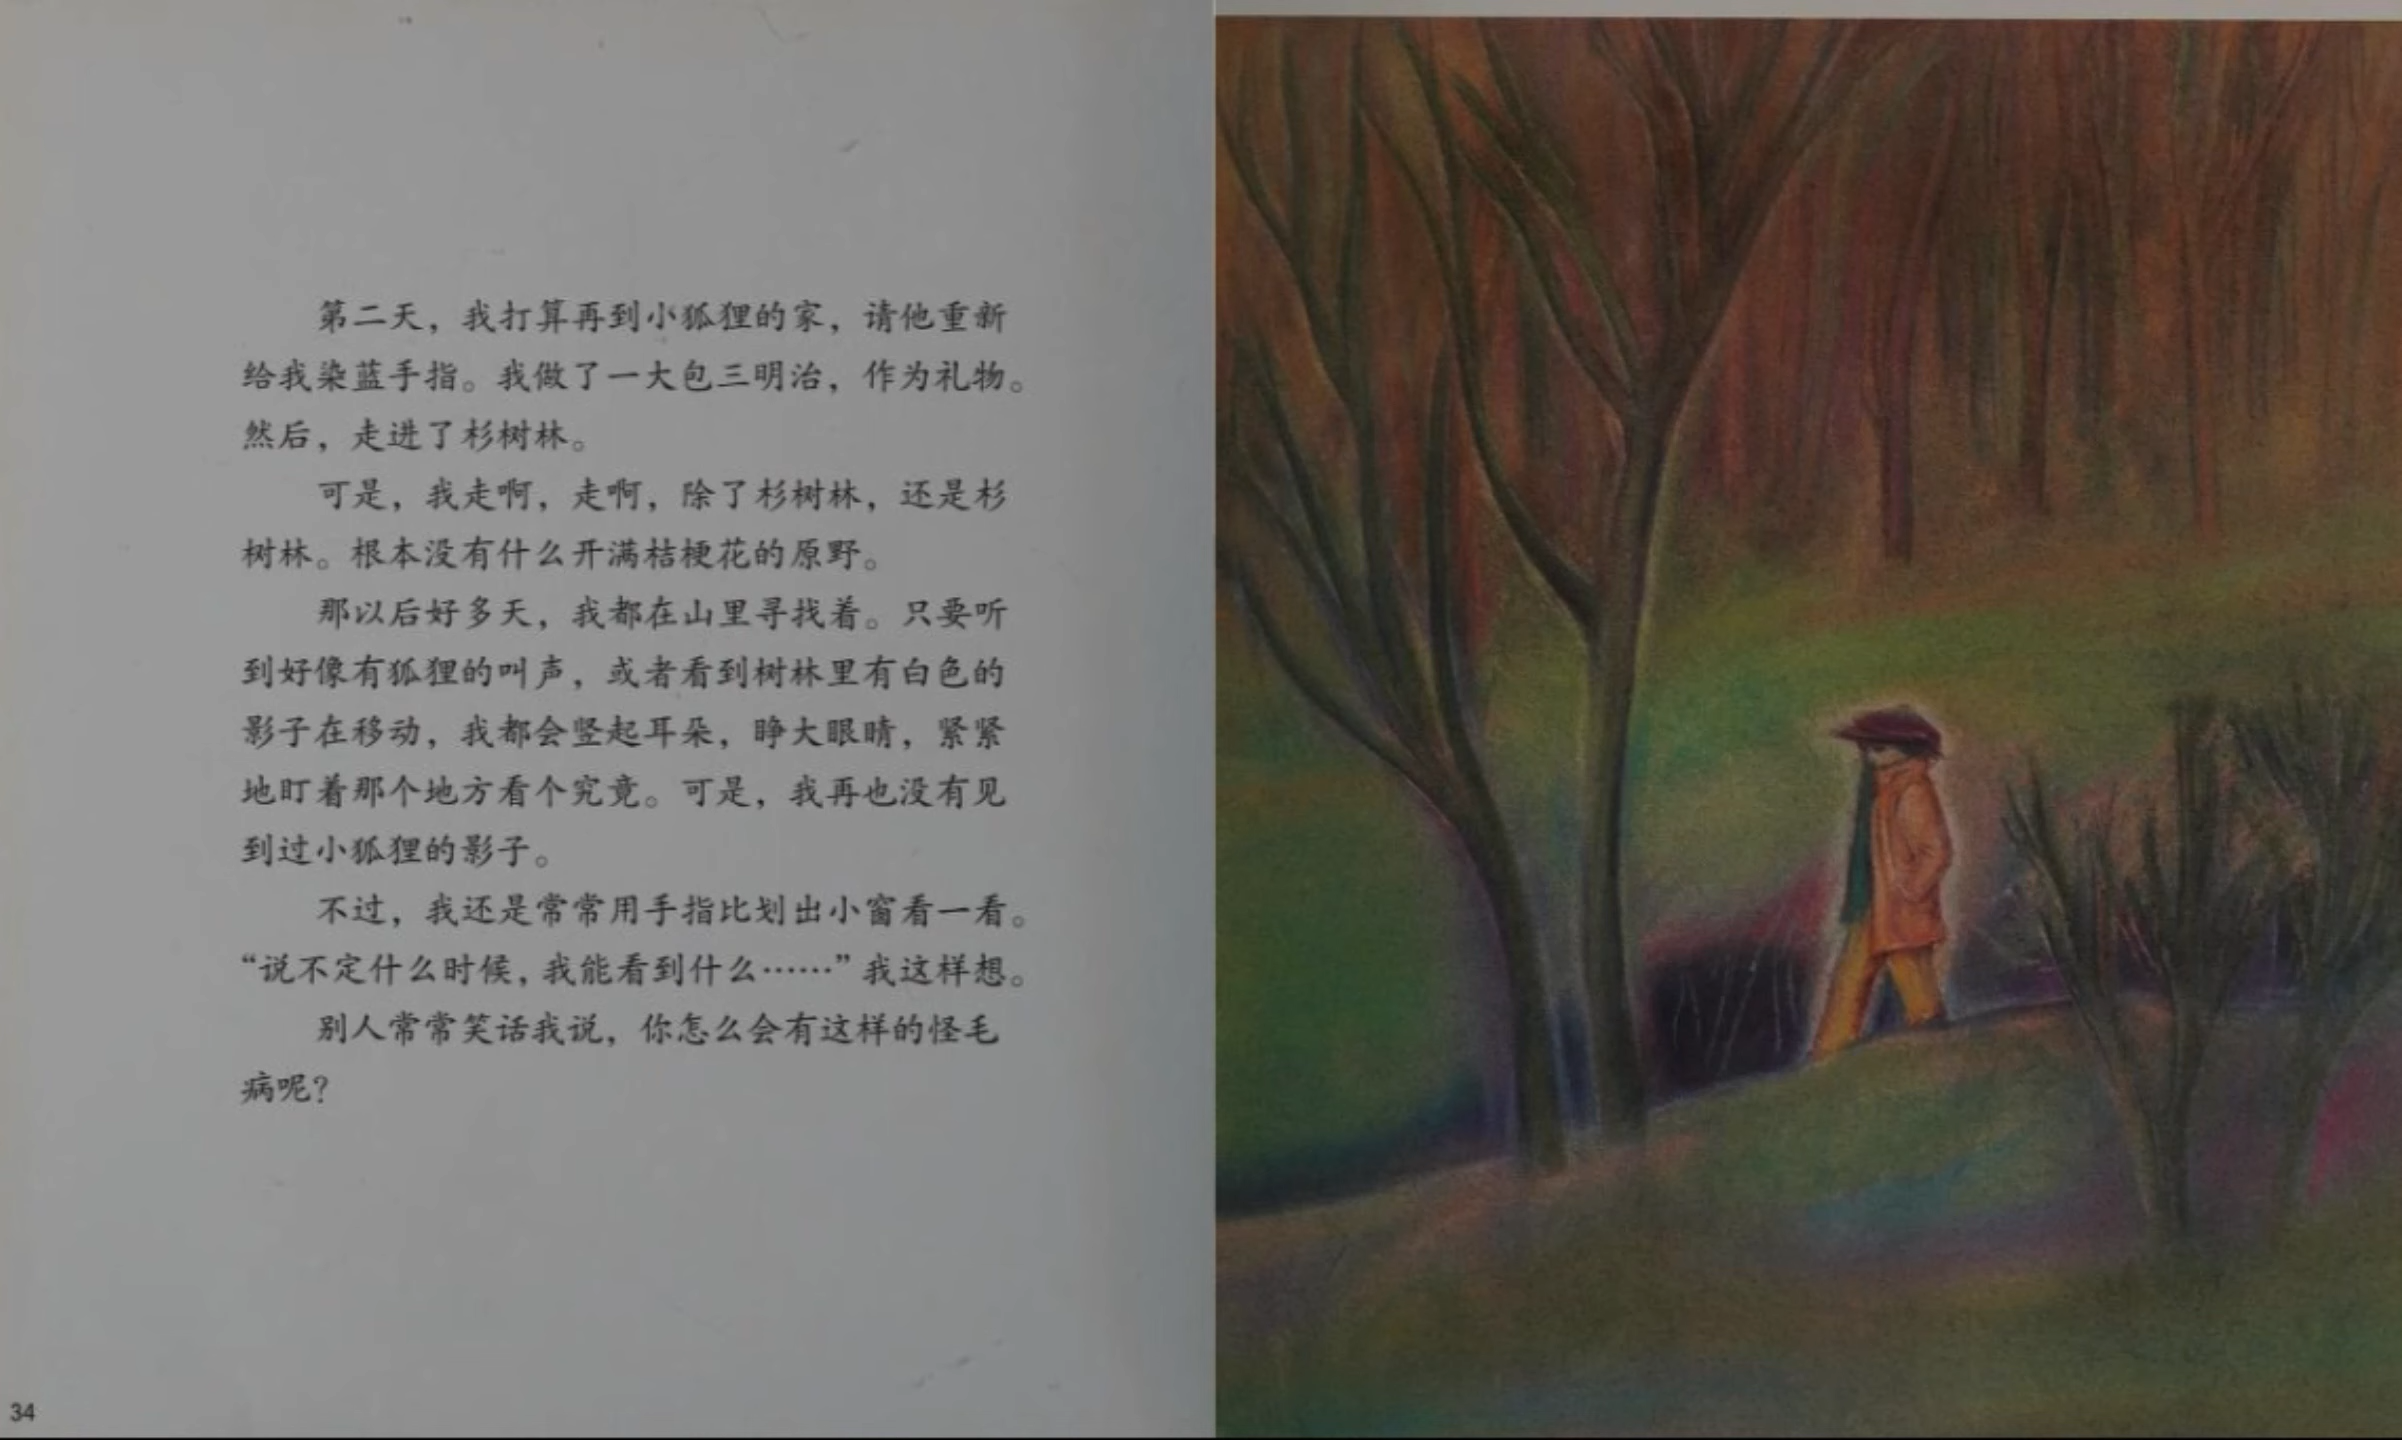 第二天，我打算再到小狐狸的家，请他重新
给我染蓝手指。我做了一大包三明治，作为礼物。
然后，走进了杉树林。
可是，我走啊，走啊，除了杉树林，还是杉
树林。根本没有什么开满桔梗花的原野。
那以后好多天，我都在山里寻找着。只要听
到好像有狐狸的叫声，或者看到树林里有白色的
影子在移动，我都会竖起耳朵，睁大眼睛，紧紧
地盯着那个地方看个究竟。可是，我再也没有见
到过小狐狸的影子。
不过，我还是常常用手指比划出小窗看一看。
“说不定什么时候，我能看到什么……”我这样想。
别人常常笑话我说，你怎么会有这样的怪毛
病呢？
34